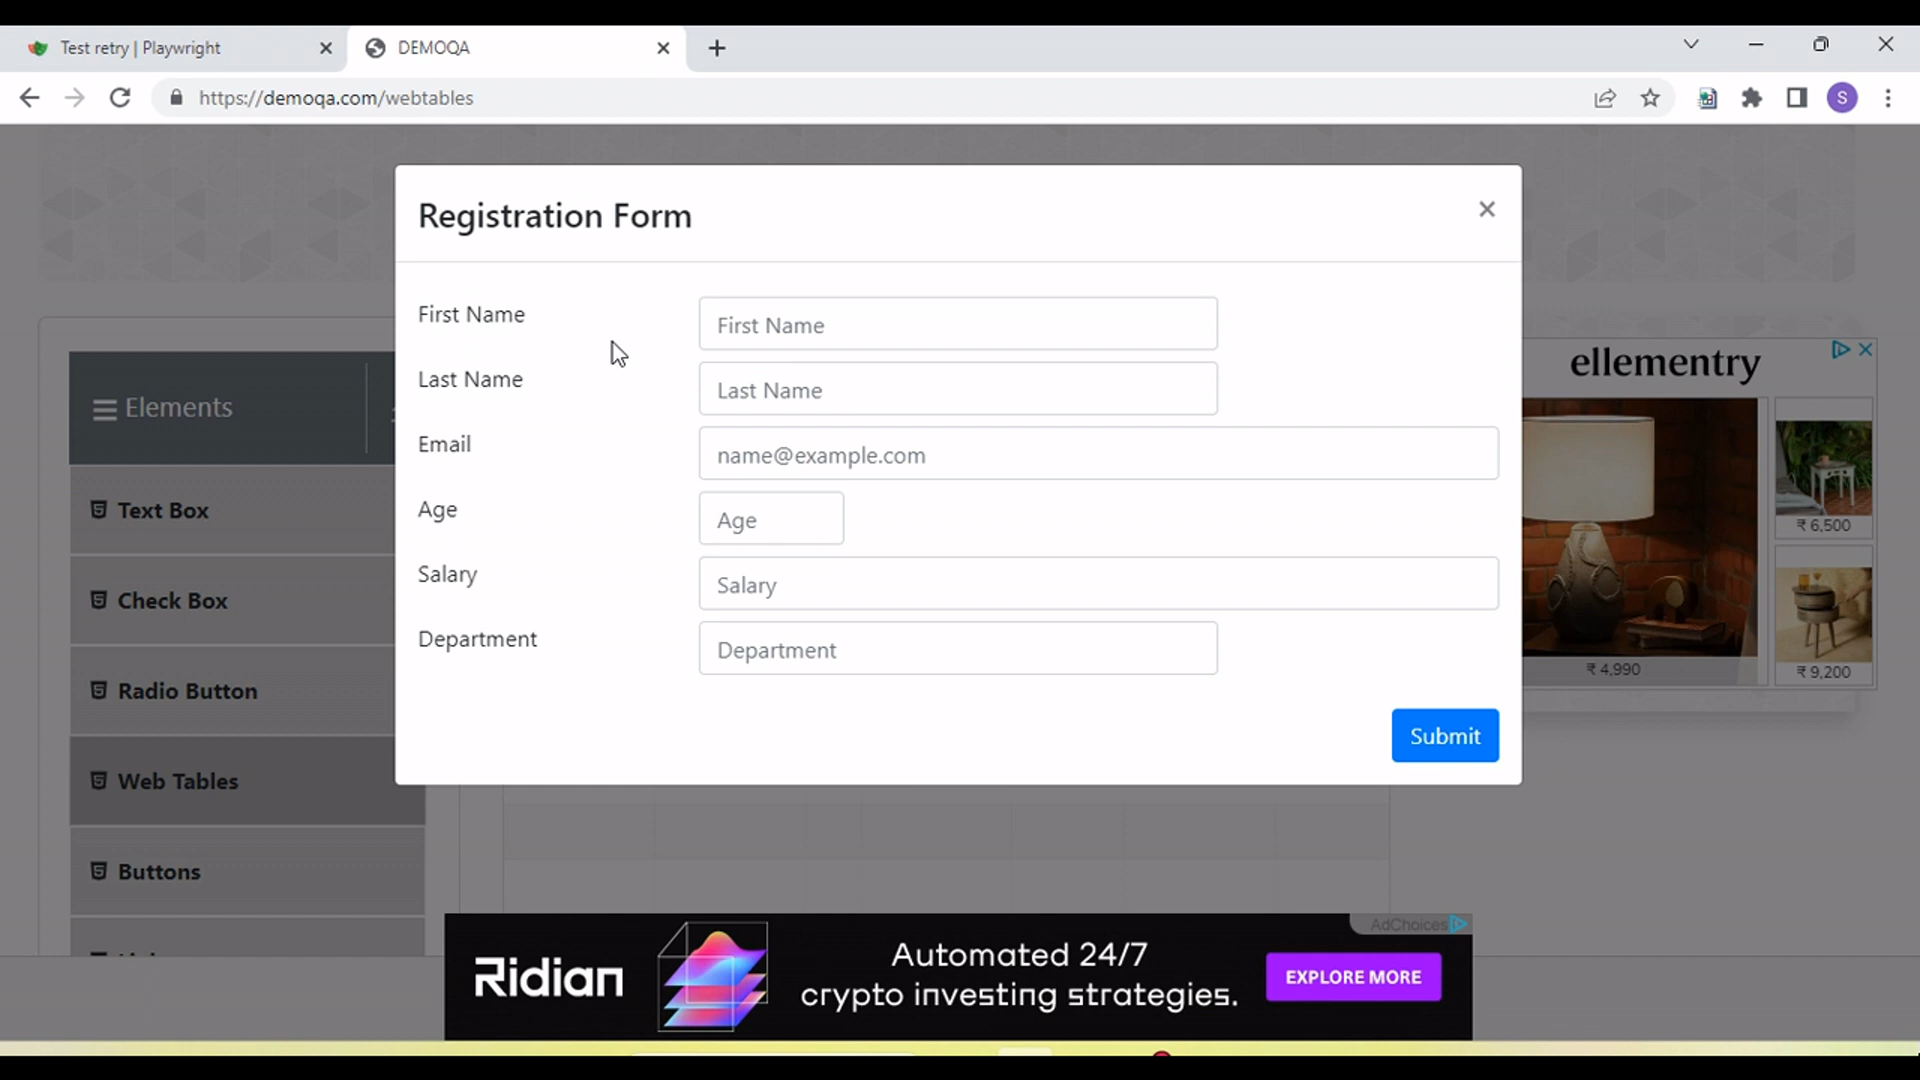 Test retry | Playwright
DEMOQA
https://demoqa.com/webtables
S
Registration Form
First Name
First Name
Last Name
Last Name
Email
name@example.com
Age
Age
Salary
Salary
Department
Department
Submit
Elements
Text Box
Check Box
Radio Button
Web Tables
Buttons
ellementry
₹ 6,500
₹ 4,990
₹ 9,200
AdChoices
Ridian
Automated 24/7
crypto investing strategies.
EXPLORE MORE